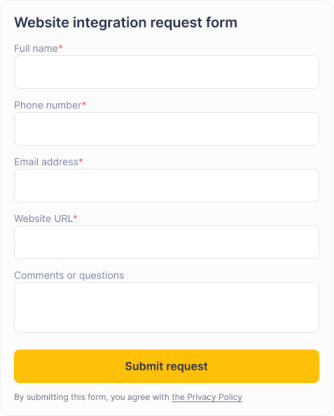 Website integration request form
Full name*
Phone number*
Email address*
Website URL*
Comments or questions
Submit request
By submitting this form, you agree with the Privacy Policy